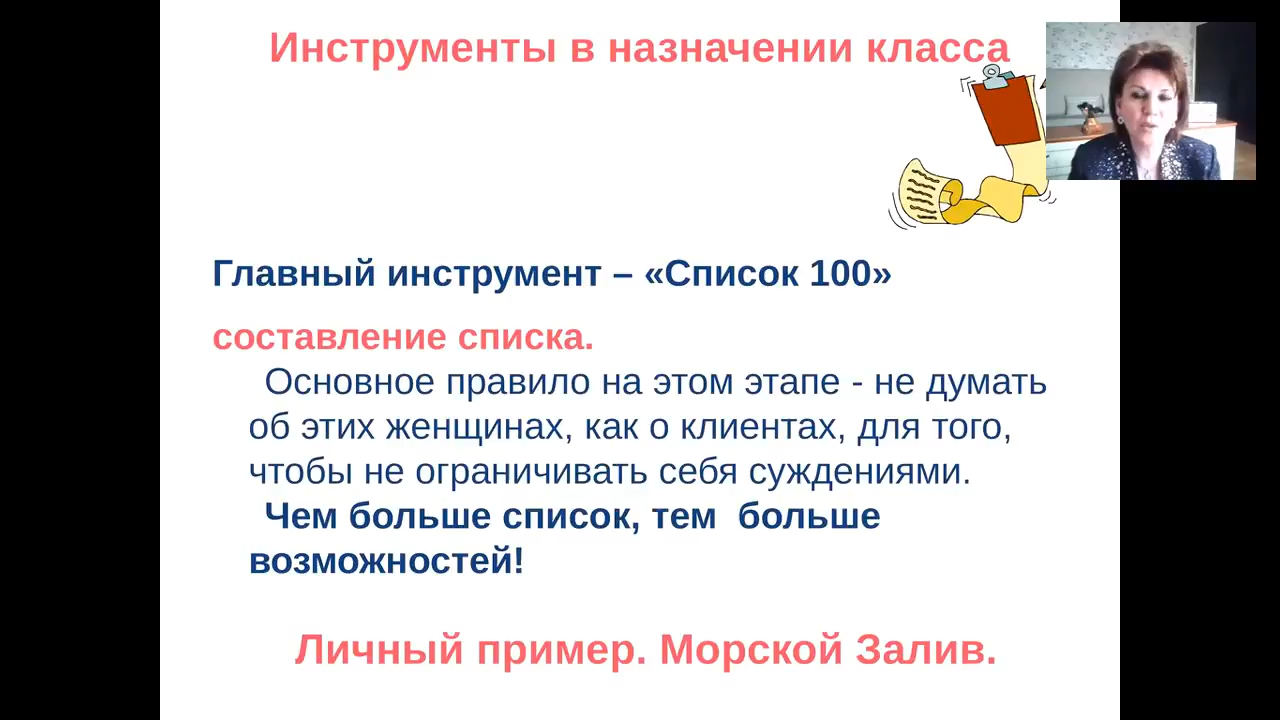 Инструменты в назначении класса
Главный инструмент – «Список 100»
составление списка.
Основное правило на этом этапе - не думать
об этих женщинах, как о клиентах, для того,
чтобы не ограничивать себя суждениями.
Чем больше список, тем больше
возможностей!
Личный пример. Морской Залив.